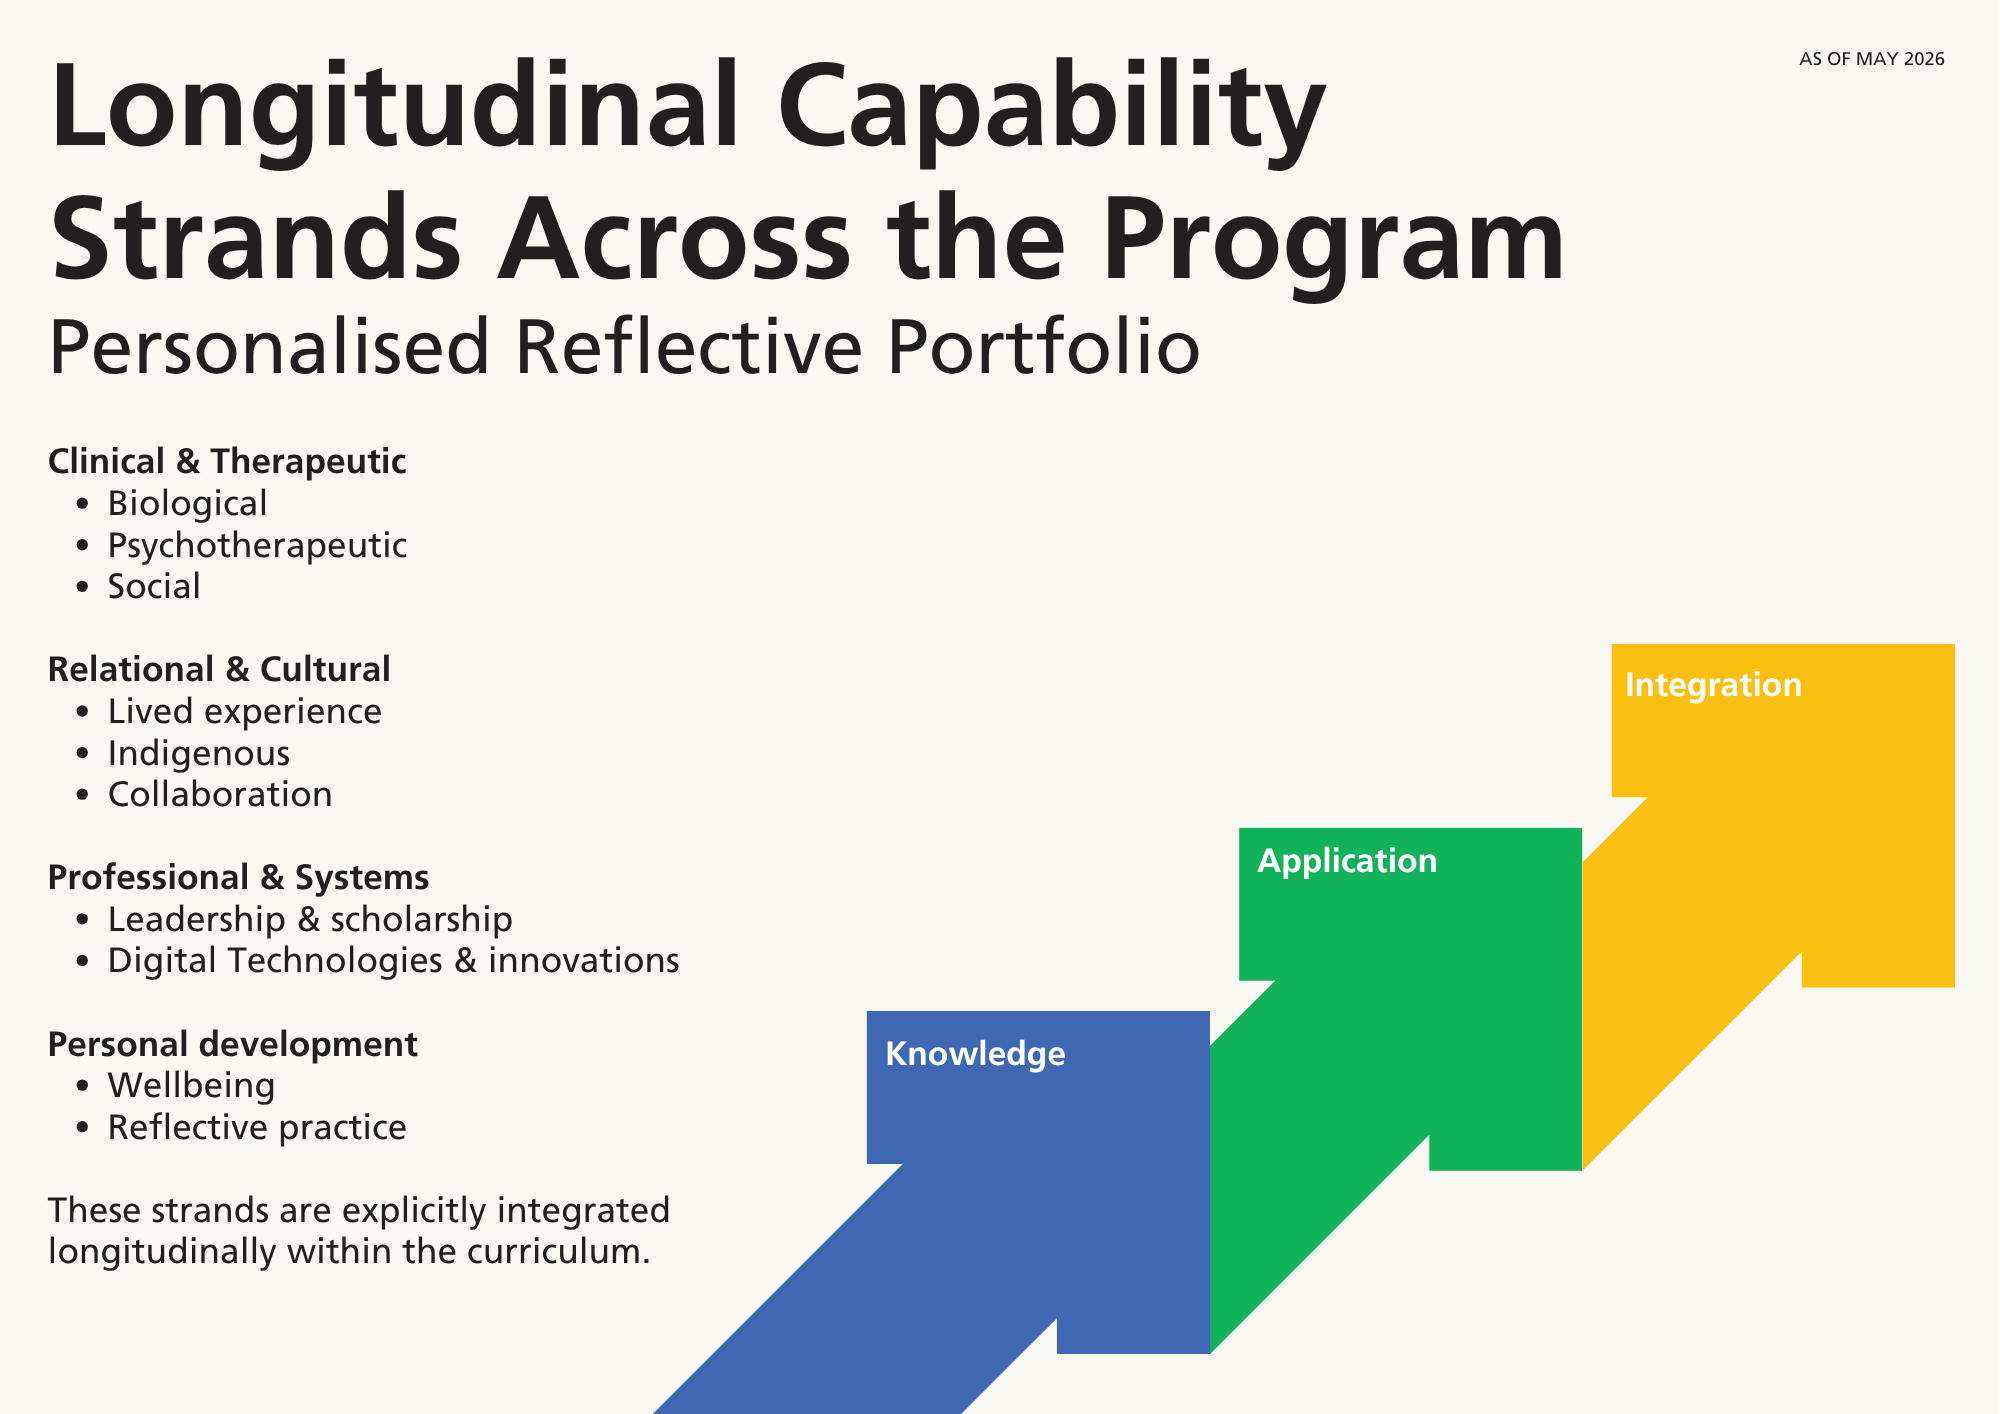 AS OF MAY 2026
Longitudinal Capability
Strands Across the Program
Personalised Reflective Portfolio
Clinical & Therapeutic
• Biological
• Psychotherapeutic
• Social
Relational & Cultural
• Lived experience
• Indigenous
• Collaboration
Professional & Systems
• Leadership & scholarship
• Digital Technologies & innovations
Personal development
• Wellbeing
• Reflective practice
These strands are explicitly integrated
longitudinally within the curriculum.
Knowledge
Application
Integration